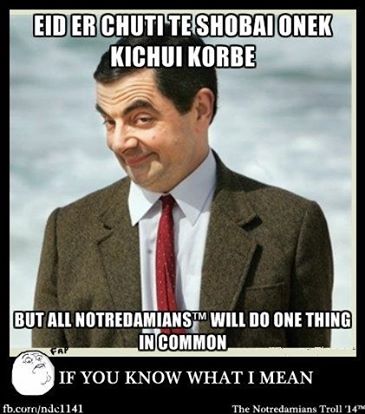 EID ER CHUTI TE SHOBAI ONEK
KICHUI KORBE
BUT ALL NOTREDAMIANS™ WILL DO ONE THING
IN COMMON
FAP
IF YOU KNOW WHAT I MEAN
fb.com/ndc1141
The Notredamians Troll '14™